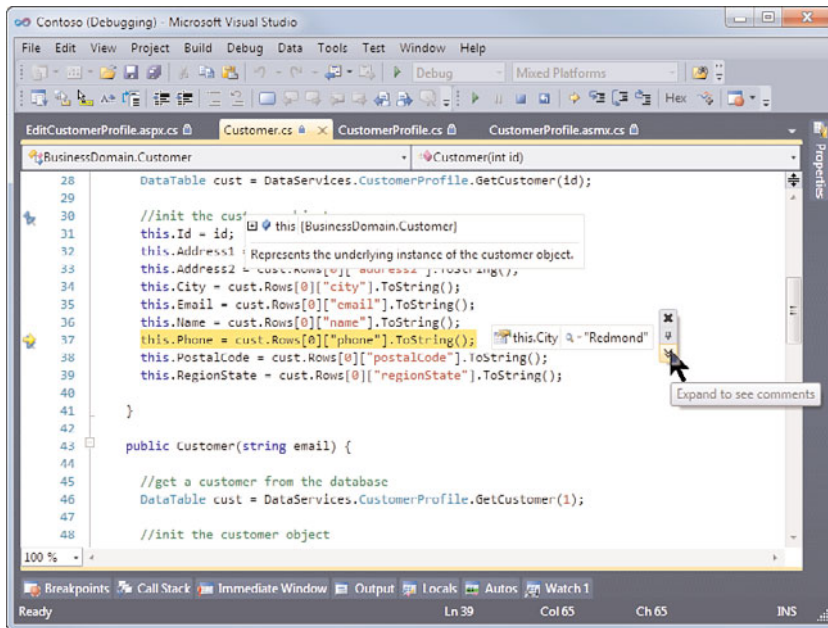 Contoso (Debugging) - Microsoft Visual Studio
File Edit View Project Build Debug Data Tools Test Window Help
Debug Mixed Platforms
Hex
EditCustomerProfile.aspx.cs Customer.cs CustomerProfile.cs CustomerProfile.asmx.cs
Properties
BusinessDomain.Customer Customer(int id)
28 DataTable cust = DataServices.CustomerProfile.GetCustomer(id);
29
30 //init the
31 this.Id = id;
this {BusinessDomain.Customer}
32 this.Address1 =
Represents the underlying instance of the customer object.
33 this.Address2 = cust.Rows[0]["address2"].ToString();
34 this.City = cust.Rows[0]["city"].ToString();
35 this.Email = cust.Rows[0]["email"].ToString();
36 this.Name = cust.Rows[0]["name"].ToString();
37 this.Phone = cust.Rows[0]["phone"].ToString(); this.City "Redmond"
38 this.PostalCode = cust.Rows[0]["postalCode"].ToString();
39 this.RegionState = cust.Rows[0]["regionState"].ToString();
Expand to see comments
40
41 }
42
43 public Customer(string email) {
44
45 //get a customer from the database
46 DataTable cust = DataServices.CustomerProfile.GetCustomer(1);
47
48 //init the customer object
100 %
Breakpoints Call Stack Immediate Window Output Locals Autos Watch 1
Ready Ln 39 Col 65 Ch 65 INS